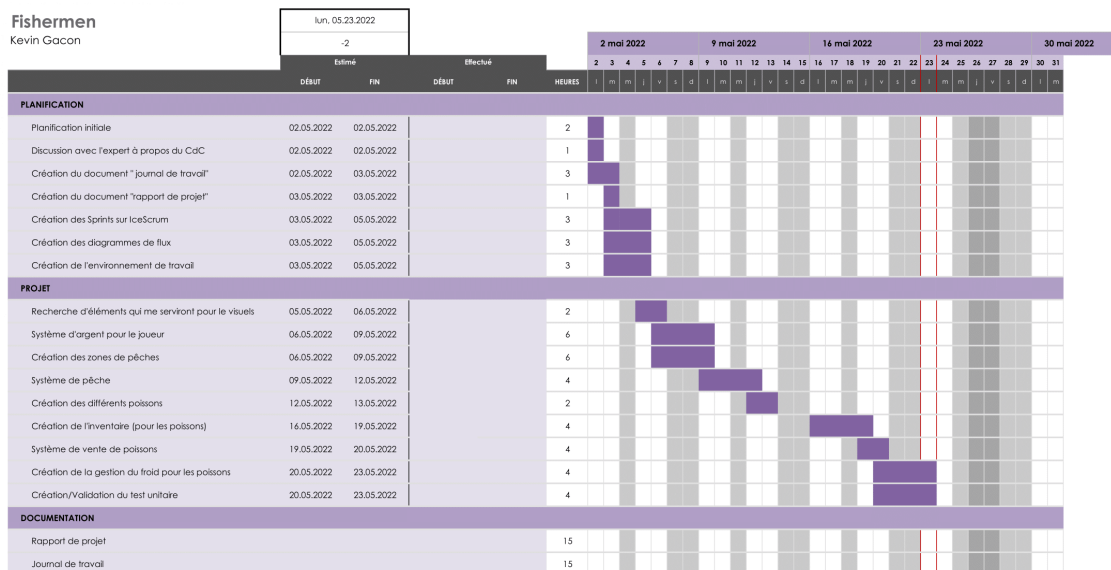 Fishermen
Kevin Gacon
lun, 05.23.2022
-2
2 mai 2022 9 mai 2022 16 mai 2022 23 mai 2022 30 mai 2022
Estimé Effectué 2 3 4 5 6 7 8 9 10 11 12 13 14 15 16 17 18 19 20 21 22 23 24 25 26 27 28 29 30 31
DÉBUT FIN DÉBUT FIN HEURES l m m j v s d l m m j v s d l m m j v s d l m m j v s d l m
PLANIFICATION
Planification initiale 02.05.2022 02.05.2022 2
Discussion avec l'expert à propos du CdC 02.05.2022 02.05.2022 1
Création du document " journal de travail" 02.05.2022 03.05.2022 3
Création du document "rapport de projet" 03.05.2022 03.05.2022 1
Création des Sprints sur IceScrum 03.05.2022 05.05.2022 3
Création des diagrammes de flux 03.05.2022 05.05.2022 3
Création de l'environnement de travail 03.05.2022 05.05.2022 3
PROJET
Recherche d'éléments qui me serviront pour le visuels 05.05.2022 06.05.2022 2
Système d'argent pour le joueur 06.05.2022 09.05.2022 6
Création des zones de pêches 06.05.2022 09.05.2022 6
Système de pêche 09.05.2022 12.05.2022 4
Création des différents poissons 12.05.2022 13.05.2022 2
Création de l'inventaire (pour les poissons) 16.05.2022 19.05.2022 4
Système de vente de poissons 19.05.2022 20.05.2022 4
Création de la gestion du froid pour les poissons 20.05.2022 23.05.2022 4
Création/Validation du test unitaire 20.05.2022 23.05.2022 4
DOCUMENTATION
Rapport de projet 15
Journal de travail 15